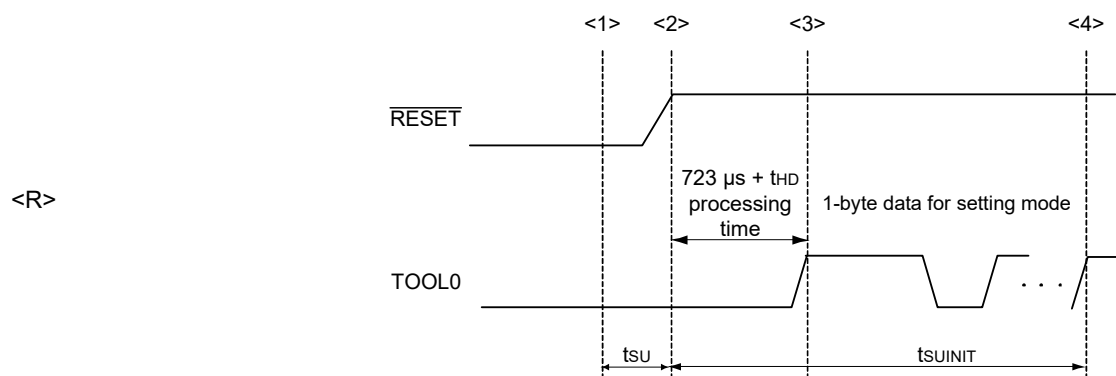 <1> <2> <3> <4>
RESET
<R>
723 µs + tHD
processing
time
1-byte data for setting mode
TOOL0
. . .
tSU
tSUINIT